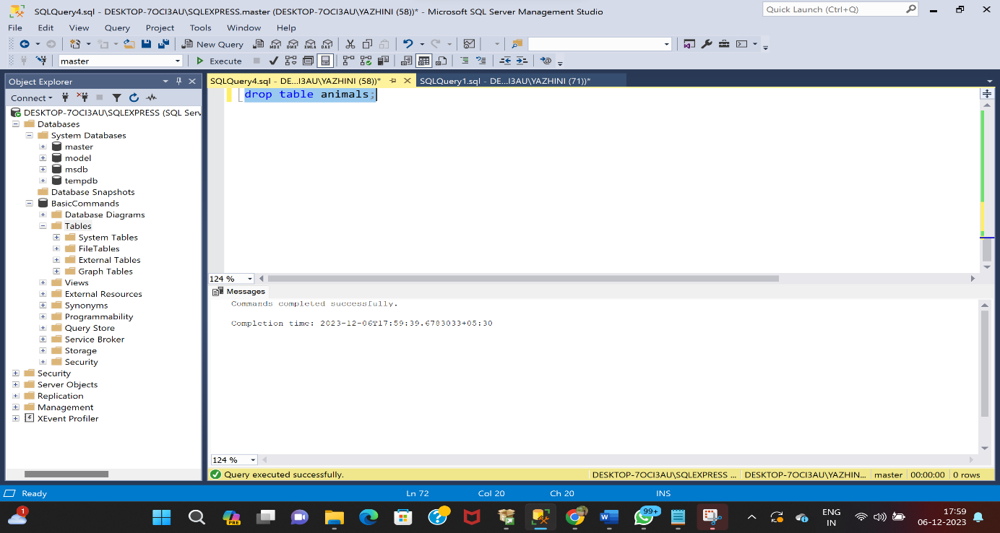 SQLQuery4.sql - DESKTOP-7OCI3AU\SQLEXPRESS.master (DESKTOP-7OCI3AU\YAZHINI (58))* - Microsoft SQL Server Management Studio
Quick Launch (Ctrl+Q)
File Edit View Query Project Tools Window Help
New Query
MDX DMX XMLA DAX
master
Execute
Object Explorer
SQLQuery4.sql - DE...I3AU\YAZHINI (58))*
SQLQuery1.sql - DE...I3AU\YAZHINI (71))*
Connect
drop table animals;
DESKTOP-7OCI3AU\SQLEXPRESS (SQL Serv
Databases
System Databases
master
model
msdb
tempdb
Database Snapshots
BasicCommands
Database Diagrams
Tables
System Tables
FileTables
External Tables
Graph Tables
Views
External Resources
Synonyms
Programmability
Query Store
Service Broker
Storage
Security
Security
Server Objects
Replication
Management
XEvent Profiler
124 %
Messages
Commands completed successfully.
Completion time: 2023-12-06T17:59:39.6783033+05:30
124 %
Query executed successfully.
DESKTOP-7OCI3AU\SQLEXPRESS ...
DESKTOP-7OCI3AU\YAZHIN...
master
00:00:00
0 rows
Ready
Ln 72
Col 20
Ch 20
INS
1
PRE
99+
ENG
IN
17:59
06-12-2023